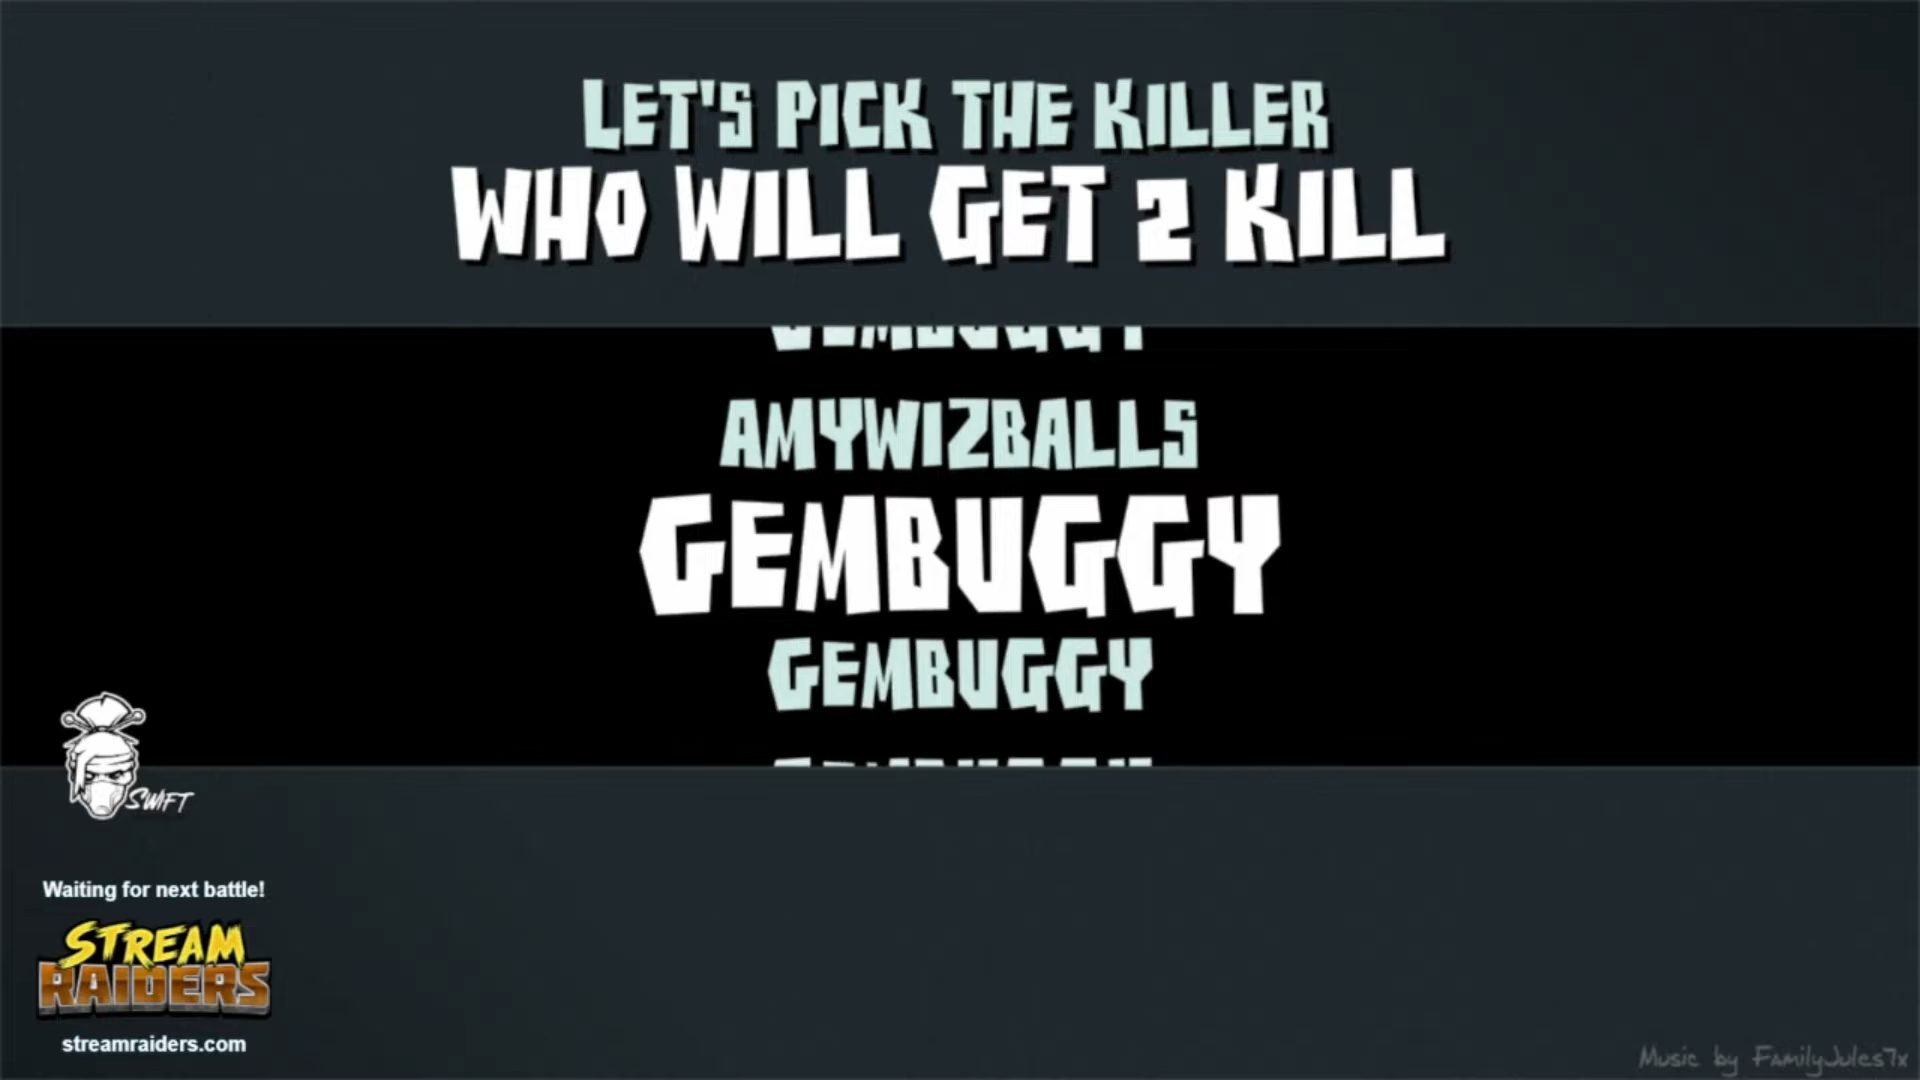 LET'S PICK THE KILLER
WHO WILL GET 2 KILL
GEMBUGGY
AMYWIZBALLS
GEMBUGGY
GEMBUGGY
SWIFT
Waiting for next battle!
STREAM
RAIDERS
streamraiders.com
Music by FamilyJules7x